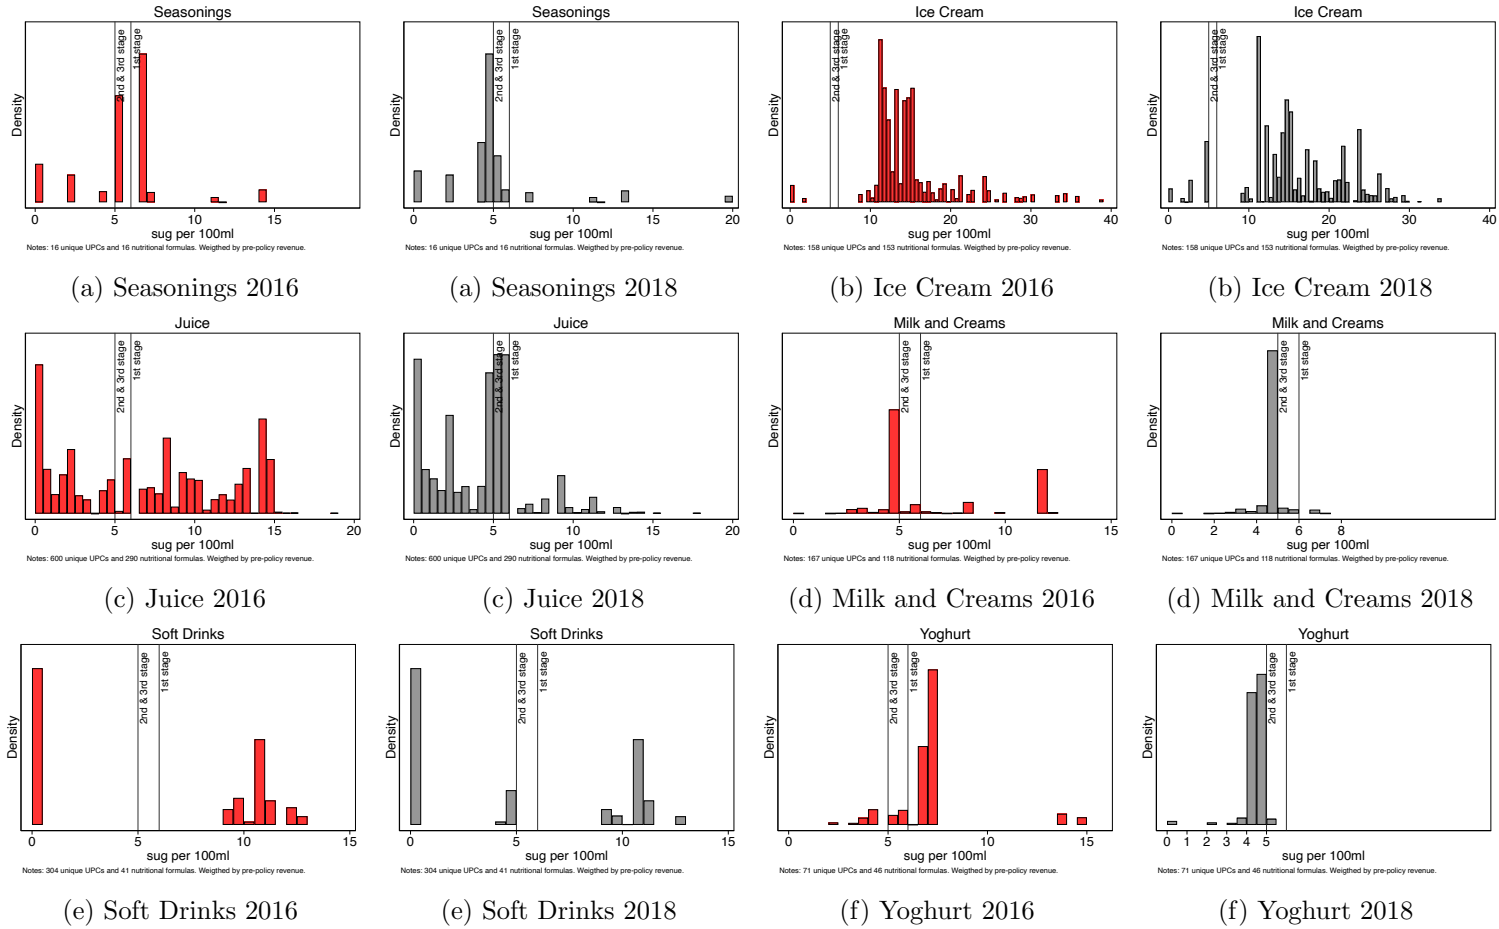 Seasonings
Density
2nd & 3rd stage
1st stage
0 5 10 15
sug per 100ml
Notes: 16 unique UPCs and 16 nutritional formulas. Weigthed by pre-policy revenue.
(a) Seasonings 2016
Seasonings
Density
2nd & 3rd stage
1st stage
0 5 10 15 20
sug per 100ml
Notes: 16 unique UPCs and 16 nutritional formulas. Weigthed by pre-policy revenue.
(a) Seasonings 2018
Ice Cream
Density
2nd & 3rd stage
1st stage
0 10 20 30 40
sug per 100ml
Notes: 158 unique UPCs and 153 nutritional formulas. Weigthed by pre-policy revenue.
(b) Ice Cream 2016
Ice Cream
Density
2nd & 3rd stage
1st stage
0 10 20 30 40
sug per 100ml
Notes: 158 unique UPCs and 153 nutritional formulas. Weigthed by pre-policy revenue.
(b) Ice Cream 2018
Juice
Density
2nd & 3rd stage
1st stage
0 5 10 15 20
sug per 100ml
Notes: 600 unique UPCs and 290 nutritional formulas. Weigthed by pre-policy revenue.
(c) Juice 2016
Juice
Density
2nd & 3rd stage
1st stage
0 5 10 15 20
sug per 100ml
Notes: 600 unique UPCs and 290 nutritional formulas. Weigthed by pre-policy revenue.
(c) Juice 2018
Milk and Creams
Density
2nd & 3rd stage
1st stage
0 5 10 15
sug per 100ml
Notes: 167 unique UPCs and 118 nutritional formulas. Weigthed by pre-policy revenue.
(d) Milk and Creams 2016
Milk and Creams
Density
2nd & 3rd stage
1st stage
0 2 4 6 8
sug per 100ml
Notes: 167 unique UPCs and 118 nutritional formulas. Weigthed by pre-policy revenue.
(d) Milk and Creams 2018
Soft Drinks
Density
2nd & 3rd stage
1st stage
0 5 10 15
sug per 100ml
Notes: 304 unique UPCs and 41 nutritional formulas. Weigthed by pre-policy revenue.
(e) Soft Drinks 2016
Soft Drinks
Density
2nd & 3rd stage
1st stage
0 5 10 15
sug per 100ml
Notes: 304 unique UPCs and 41 nutritional formulas. Weigthed by pre-policy revenue.
(e) Soft Drinks 2018
Yoghurt
Density
2nd & 3rd stage
1st stage
0 5 10 15
sug per 100ml
Notes: 71 unique UPCs and 46 nutritional formulas. Weigthed by pre-policy revenue.
(f) Yoghurt 2016
Yoghurt
Density
2nd & 3rd stage
1st stage
0 1 2 3 4 5
sug per 100ml
Notes: 71 unique UPCs and 46 nutritional formulas. Weigthed by pre-policy revenue.
(f) Yoghurt 2018